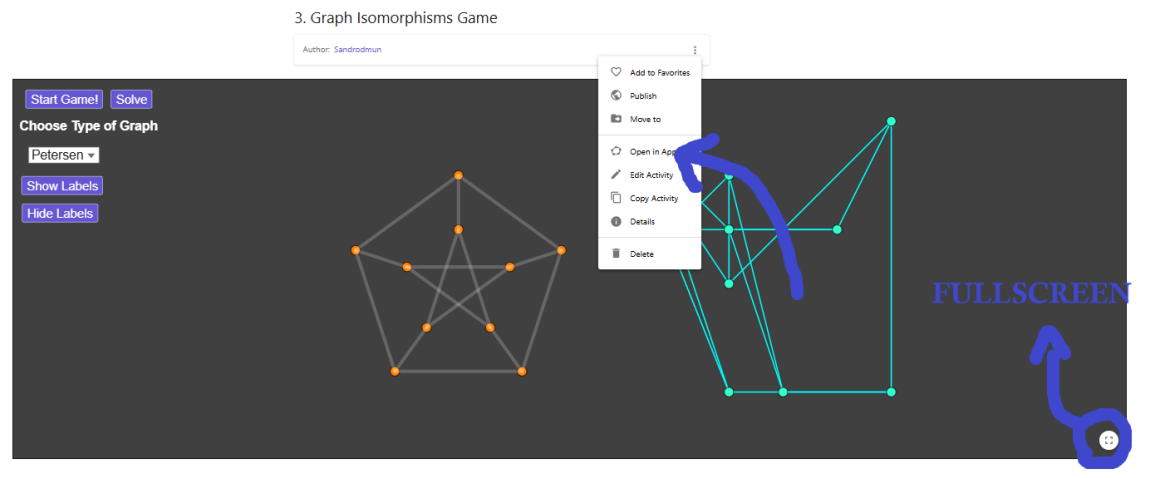 3. Graph Isomorphisms Game
Author: Sandrodmun
Add to Favorites
Publish
Move to
Open in App
Edit Activity
Copy Activity
Details
Delete
Start Game! Solve
Choose Type of Graph
Petersen
Show Labels
Hide Labels
FULLSCREEN